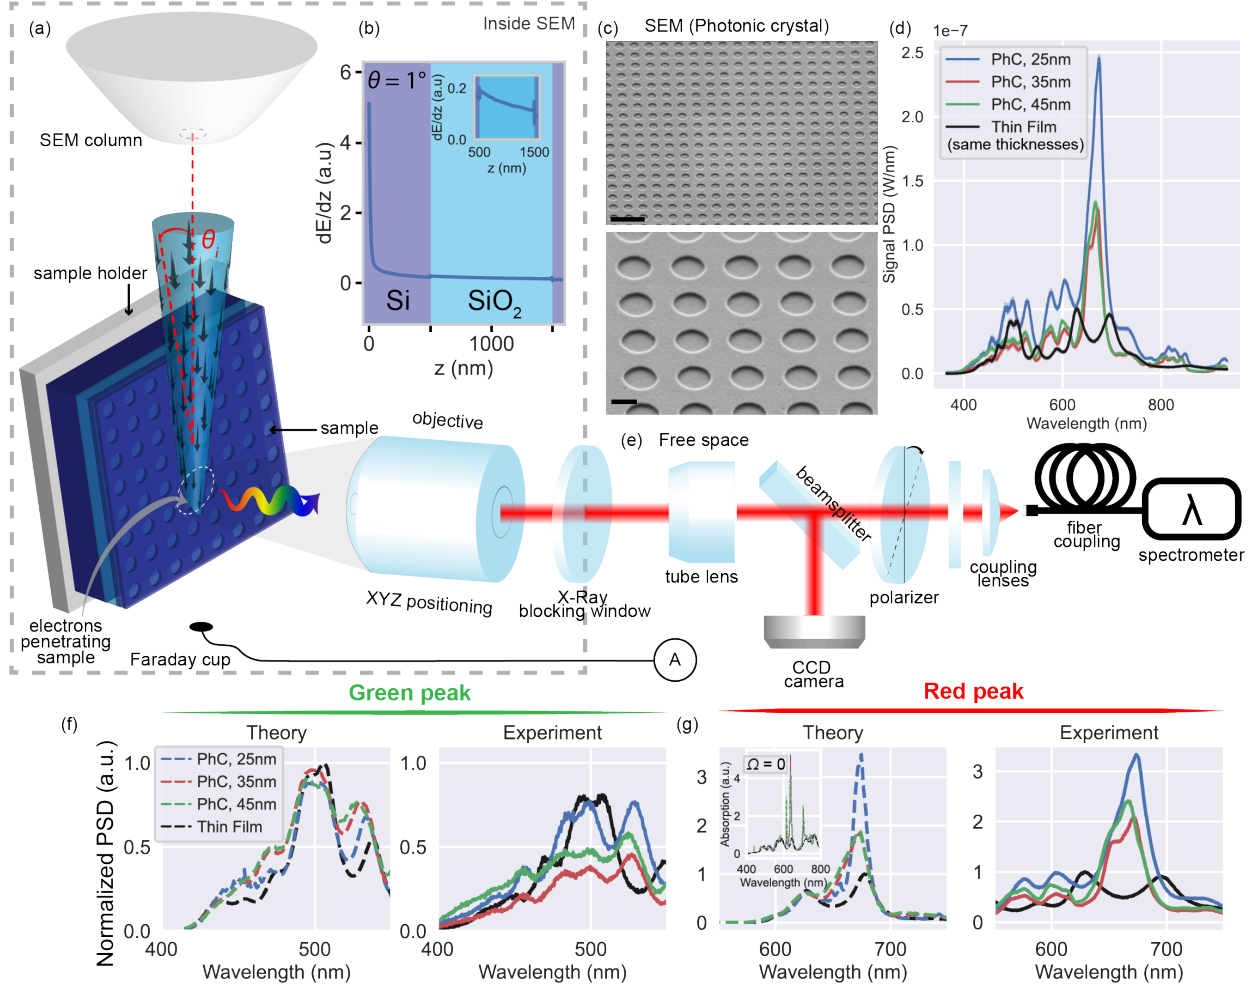 (a)
SEM column
θi
sample holder
sample
electrons
penetrating
sample
Faraday cup
A
(b)
Inside SEM
θ = 1°
dE/dz (a.u)
6
4
2
0
Si
SiO2
0
1000
z (nm)
dE/dz (a.u)
0.2
0.0
500
1500
z (nm)
(c)
SEM (Photonic crystal)
(d)
1e−7
Signal PSD (W/nm)
2.5
2.0
1.5
1.0
0.5
0.0
PhC, 25nm
PhC, 35nm
PhC, 45nm
Thin Film
(same thicknesses)
400
600
800
Wavelength (nm)
(e)
objective
XYZ positioning
X-Ray
blocking window
Free space
tube lens
beamsplitter
CCD
camera
polarizer
coupling
lenses
fiber
coupling
λ
spectrometer
Green peak
(f)
Theory
Normalized PSD (a.u.)
1.0
0.5
0.0
PhC, 25nm
PhC, 35nm
PhC, 45nm
Thin Film
400
500
Wavelength (nm)
Experiment
1.0
0.5
0.0
400
500
Wavelength (nm)
Red peak
(g)
Theory
3
2
1
0
Ω = 0
Absorption (a.u.)
4
2
0
400
600
800
Wavelength (nm)
600
700
Wavelength (nm)
Experiment
3
2
1
0
600
700
Wavelength (nm)